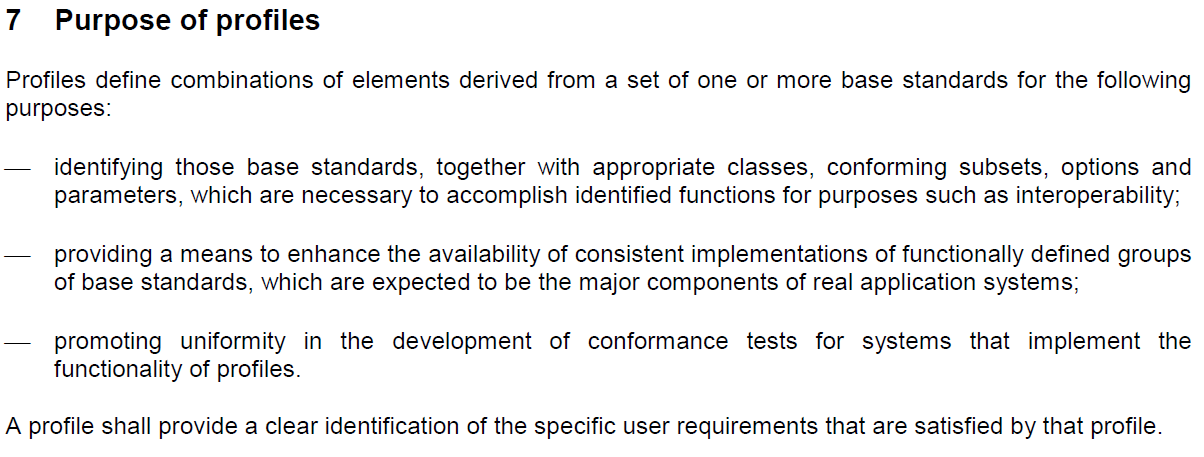 7 Purpose of profiles
Profiles define combinations of elements derived from a set of one or more base standards for the following
purposes:
— identifying those base standards, together with appropriate classes, conforming subsets, options and
parameters, which are necessary to accomplish identified functions for purposes such as interoperability;
— providing a means to enhance the availability of consistent implementations of functionally defined groups
of base standards, which are expected to be the major components of real application systems;
— promoting uniformity in the development of conformance tests for systems that implement the
functionality of profiles.
A profile shall provide a clear identification of the specific user requirements that are satisfied by that profile.